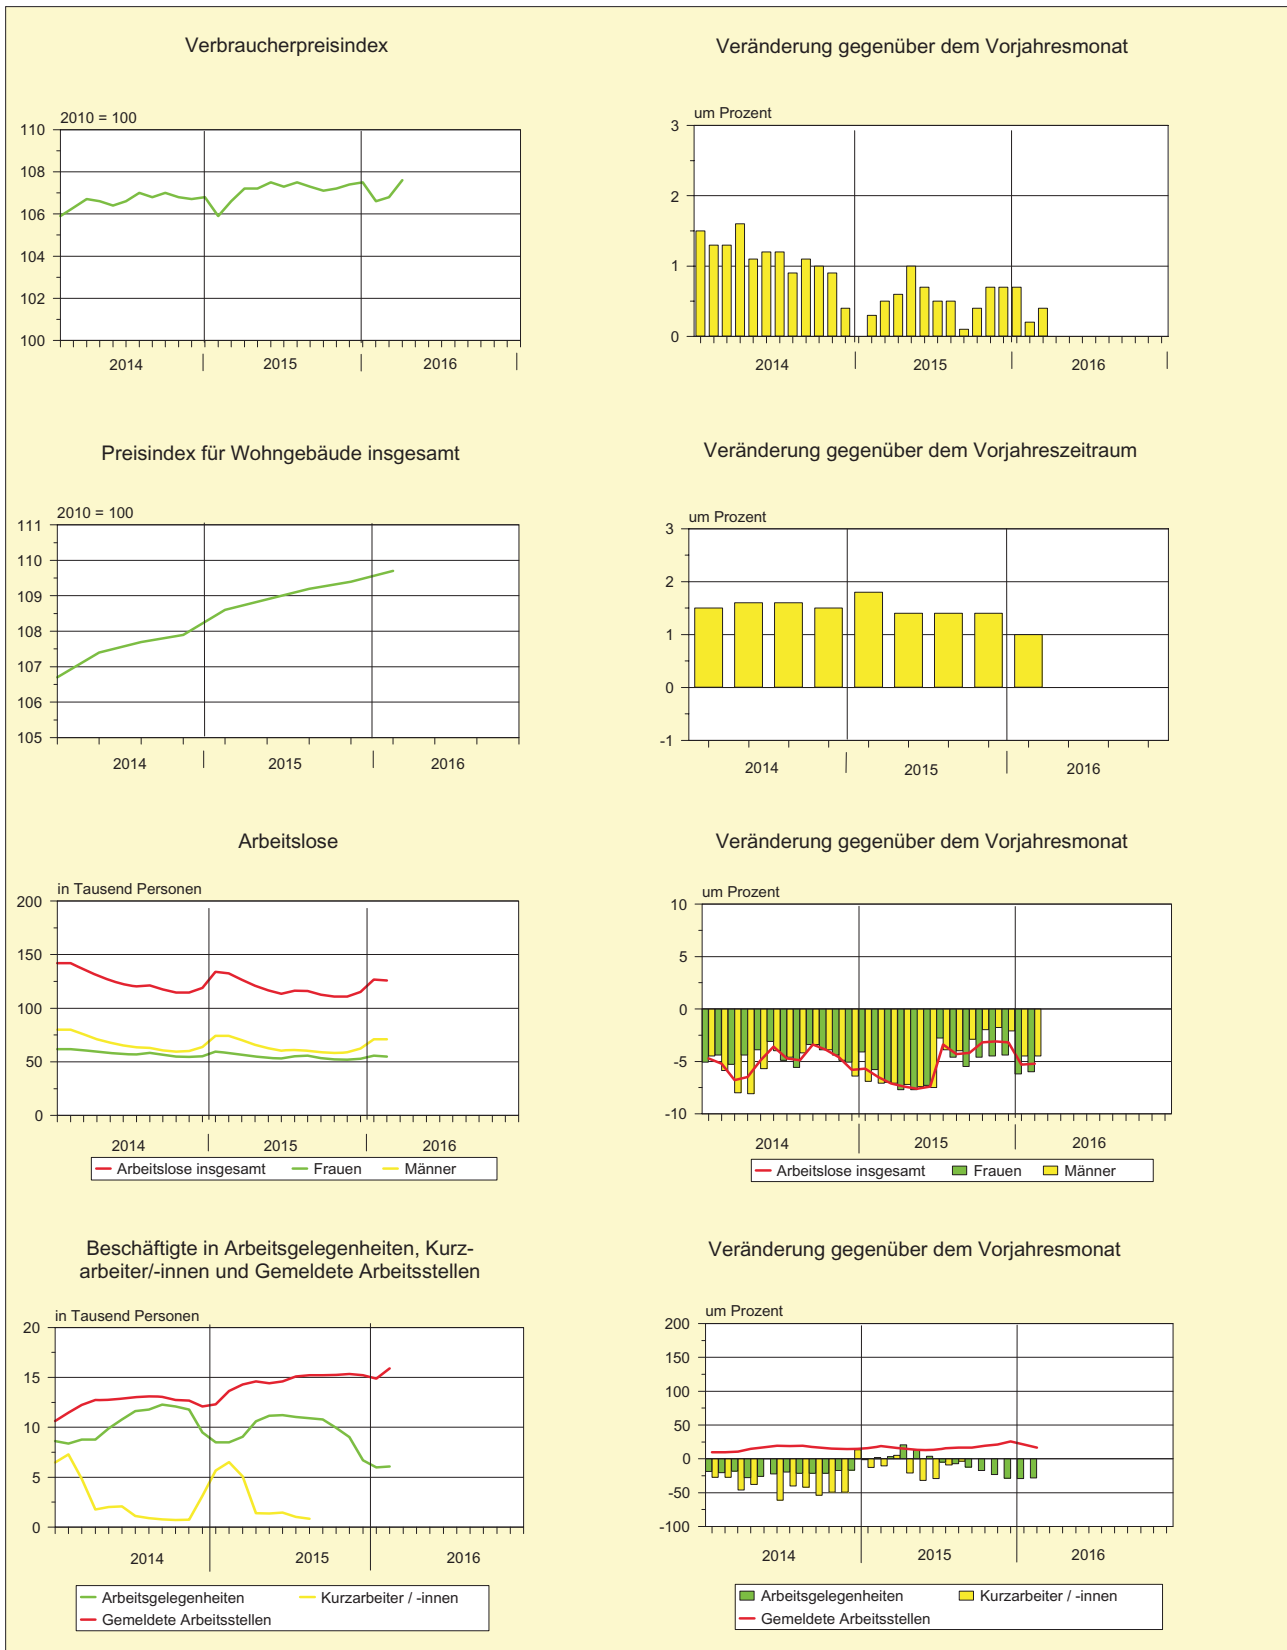 Verbraucherpreisindex
2010 = 100
110
108
106
104
102
100
2014 2015 2016
Veränderung gegenüber dem Vorjahresmonat
um Prozent
3
2
1
0
2014 2015 2016
Preisindex für Wohngebäude insgesamt
2010 = 100
111
110
109
108
107
106
105
2014 2015 2016
Veränderung gegenüber dem Vorjahreszeitraum
um Prozent
3
2
1
0
-1
2014 2015 2016
Arbeitslose
in Tausend Personen
200
150
100
50
0
2014 2015 2016
Arbeitslose insgesamt Frauen Männer
Veränderung gegenüber dem Vorjahresmonat
um Prozent
10
5
0
-5
-10
2014 2015 2016
Arbeitslose insgesamt Frauen Männer
Beschäftigte in Arbeitsgelegenheiten, Kurz-
arbeiter/-innen und Gemeldete Arbeitsstellen
in Tausend Personen
20
15
10
5
0
2014 2015 2016
Arbeitsgelegenheiten Kurzarbeiter / -innen
Gemeldete Arbeitsstellen
Veränderung gegenüber dem Vorjahresmonat
um Prozent
200
150
100
50
0
-50
-100
2014 2015 2016
Arbeitsgelegenheiten Kurzarbeiter / -innen
Gemeldete Arbeitsstellen